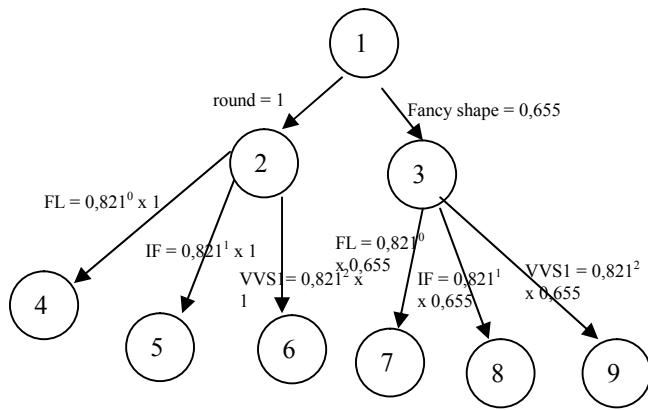 1
round = 1
Fancy shape = 0,655
2
3
FL = 0,821⁰ x 1
IF = 0,821¹ x 1
VVS1= 0,821² x
1
FL = 0,821⁰
x 0,655
IF = 0,821¹
x 0,655
VVS1 = 0,821²
x 0,655
4
5
6
7
8
9